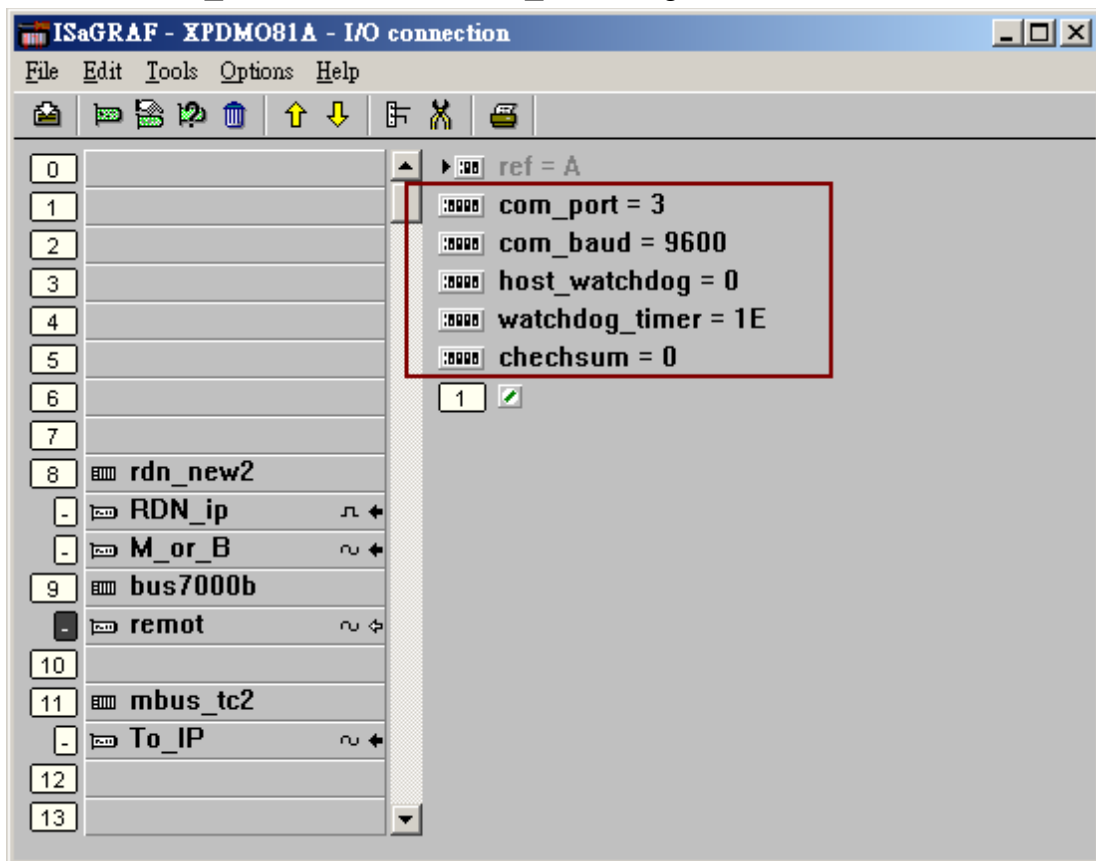 ISaGRAF - XPDMO81A - I/O connection
File Edit Tools Options Help
0
1
2
3
4
5
6
7
8 rdn_new2
- RDN_ip
- M_or_B
9 bus7000b
- remot
10
11 mbus_tc2
- To_IP
12
13
ref = A
com_port = 3
com_baud = 9600
host_watchdog = 0
watchdog_timer = 1E
chechsum = 0
1